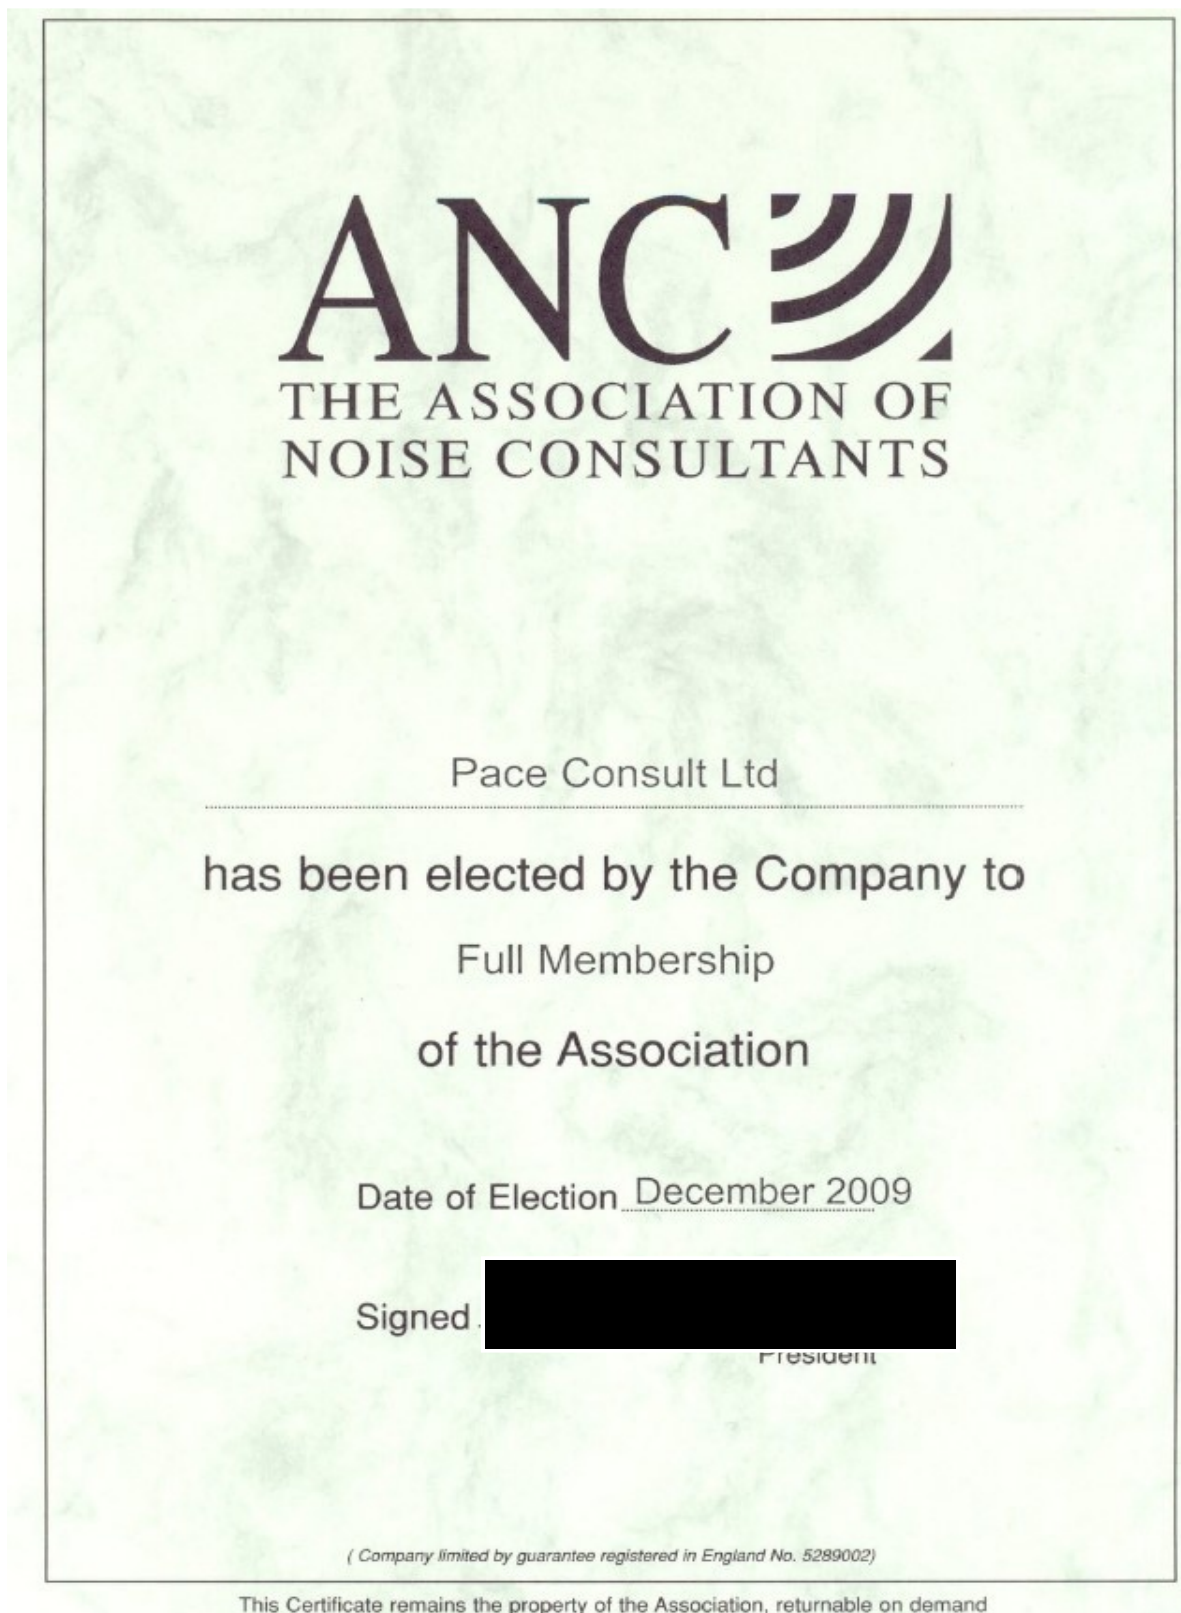 ANC
THE ASSOCIATION OF
NOISE CONSULTANTS
Pace Consult Ltd
has been elected by the Company to
Full Membership
of the Association
Date of Election December 2009
Signed
President
( Company limited by guarantee registered in England No. 5289002)
This Certificate remains the property of the Association, returnable on demand